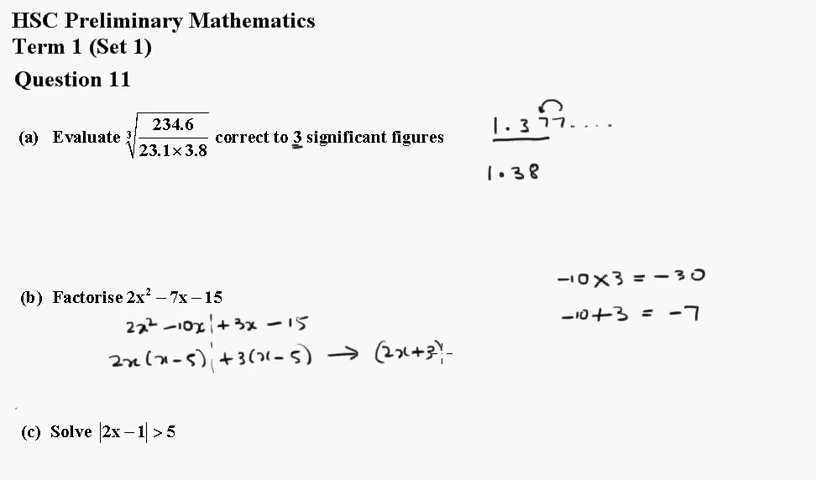 HSC Preliminary Mathematics
Term 1 (Set 1)
Question 11
(a) Evaluate ∛(234.6 / 23.1×3.8) correct to 3 significant figures
1.377....
1.38
(b) Factorise 2x² − 7x − 15
-10×3 = -30
-10+3 = -7
2x² -10x + 3x - 15
2x(x-5) + 3(x-5) → (2x+3)
(c) Solve |2x − 1| > 5